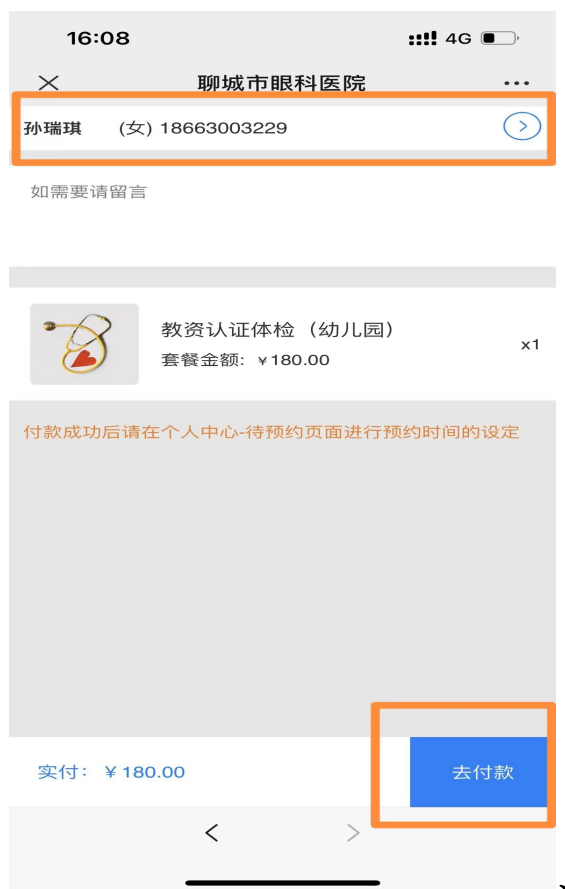 16:08 4G
聊城市眼科医院
孙瑞琪 (女) 18663003229
如需要请留言
教资认证体检（幼儿园）
x1
套餐金额: ¥180.00
付款成功后请在个人中心-待预约页面进行预约时间的设定
实付: ¥180.00 去付款